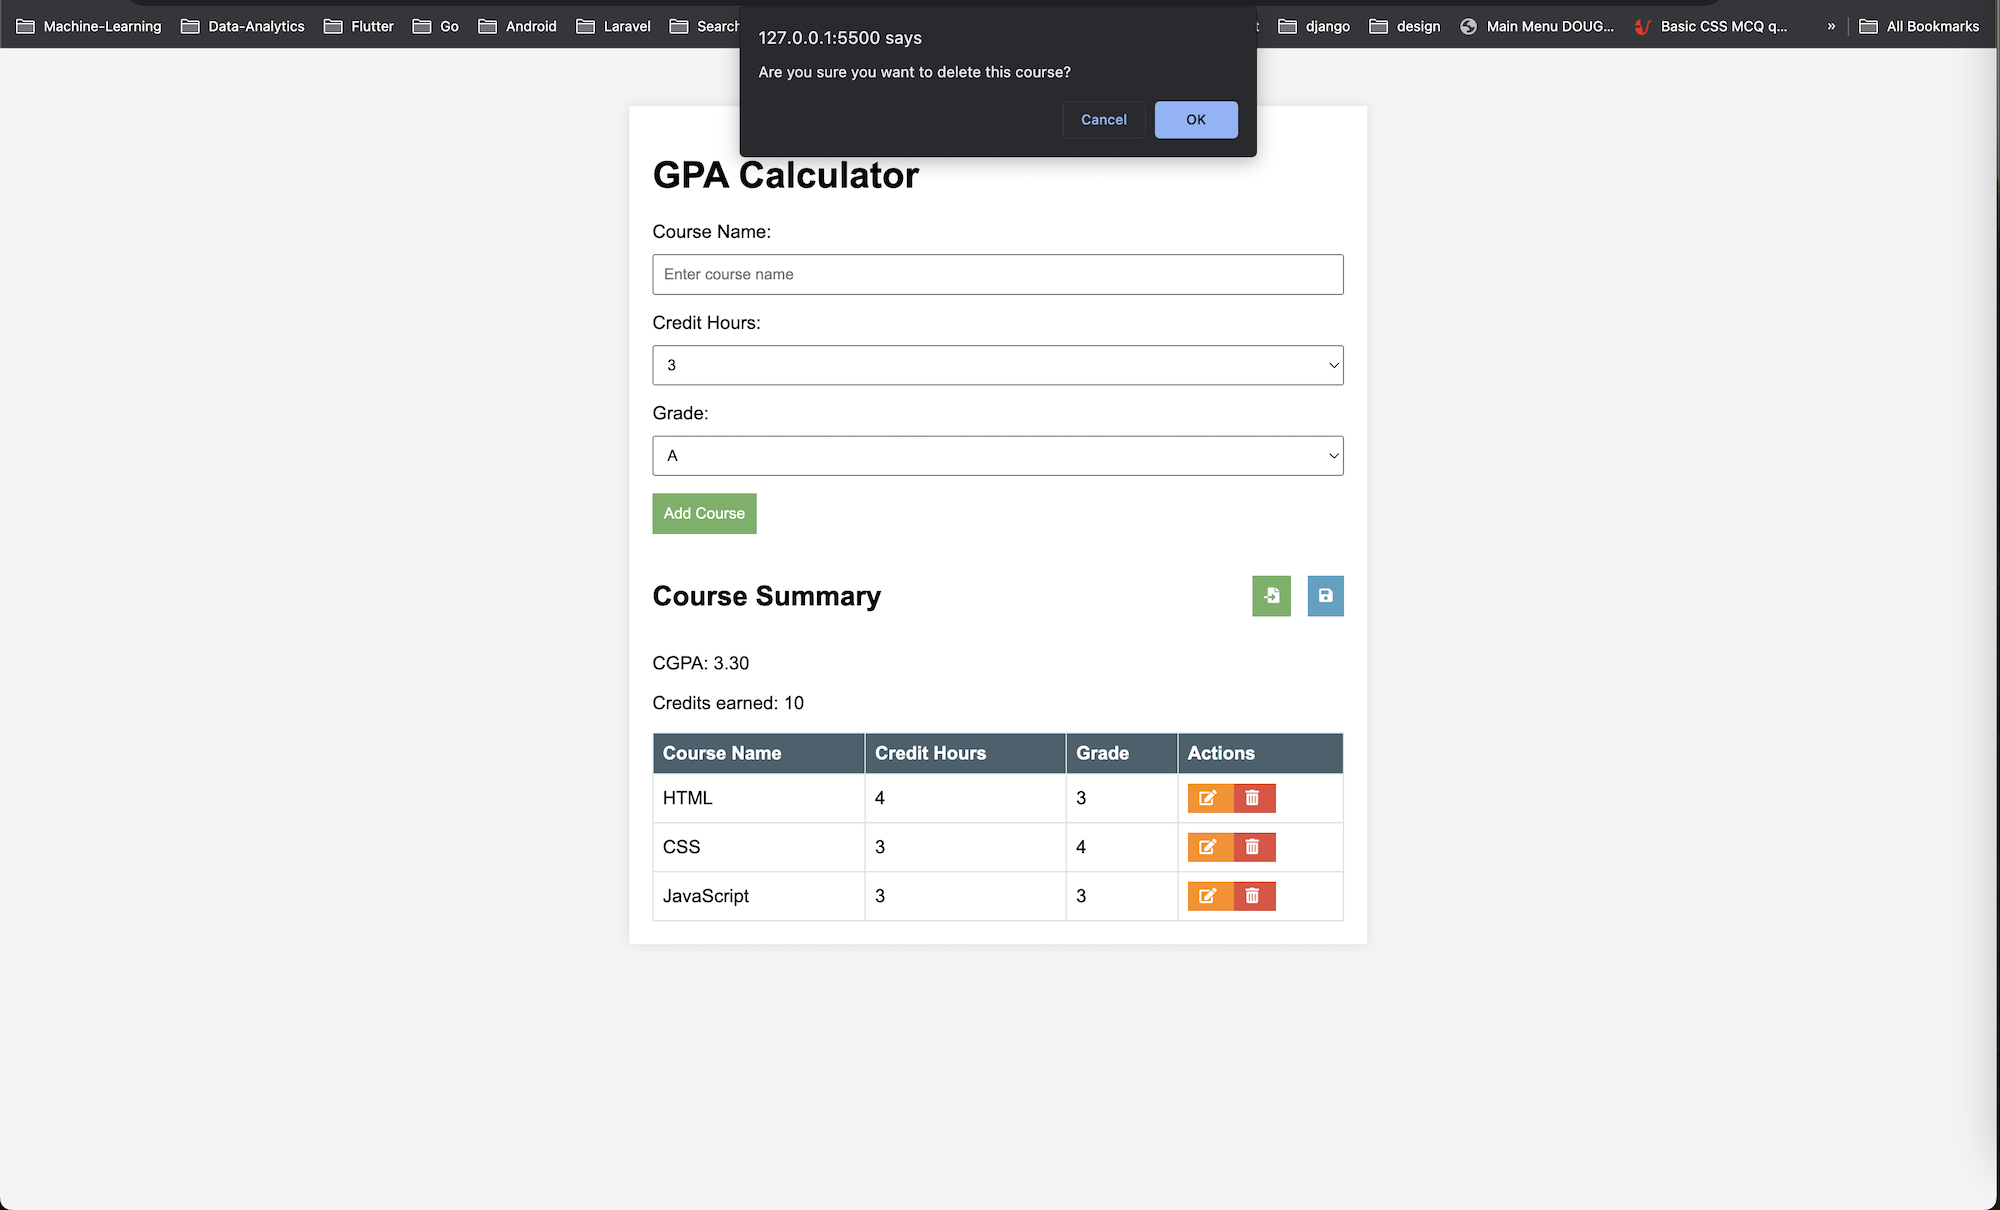 Machine-Learning Data-Analytics Flutter Go Android Laravel Search django design Main Menu DOUG... Basic CSS MCQ q... » All Bookmarks
127.0.0.1:5500 says
Are you sure you want to delete this course?
Cancel OK
GPA Calculator
Course Name:
Enter course name
Credit Hours:
3
Grade:
A
Add Course
Course Summary
CGPA: 3.30
Credits earned: 10
Course Name Credit Hours Grade Actions
HTML 4 3
CSS 3 4
JavaScript 3 3